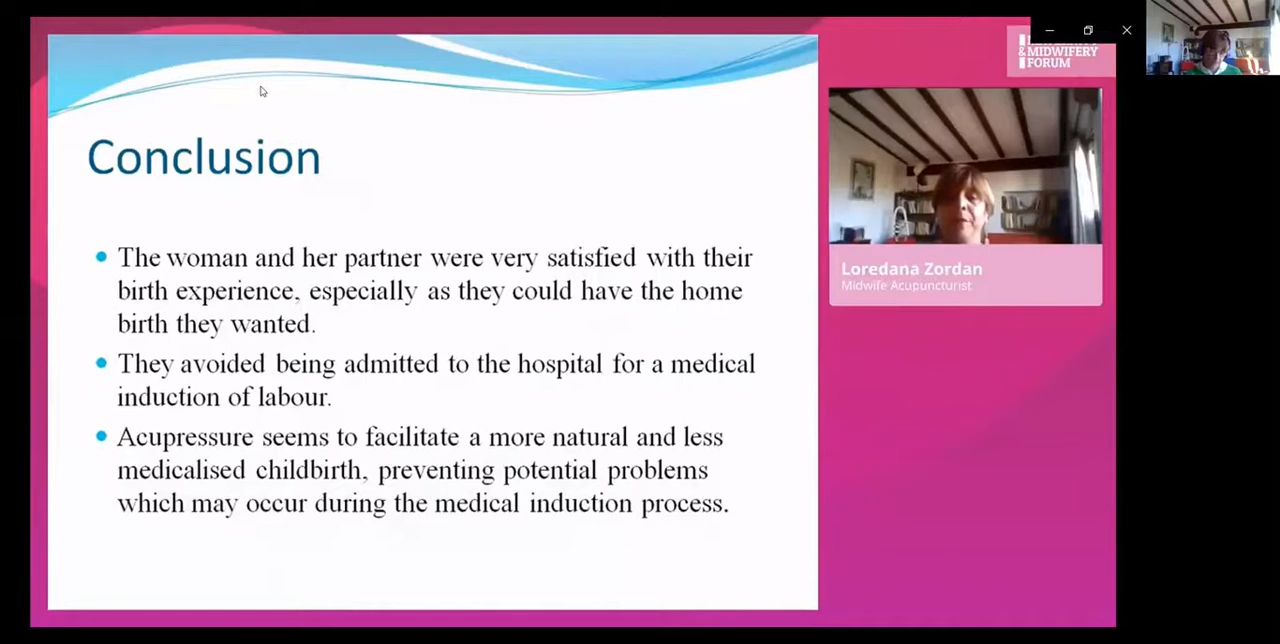 Conclusion
The woman and her partner were very satisfied with their
birth experience, especially as they could have the home
birth they wanted.
They avoided being admitted to the hospital for a medical
induction of labour.
Acupressure seems to facilitate a more natural and less
medicalised childbirth, preventing potential problems
which may occur during the medical induction process.
& MIDWIFERY
FORUM
Loredana Zordan
Midwife Acupuncturist